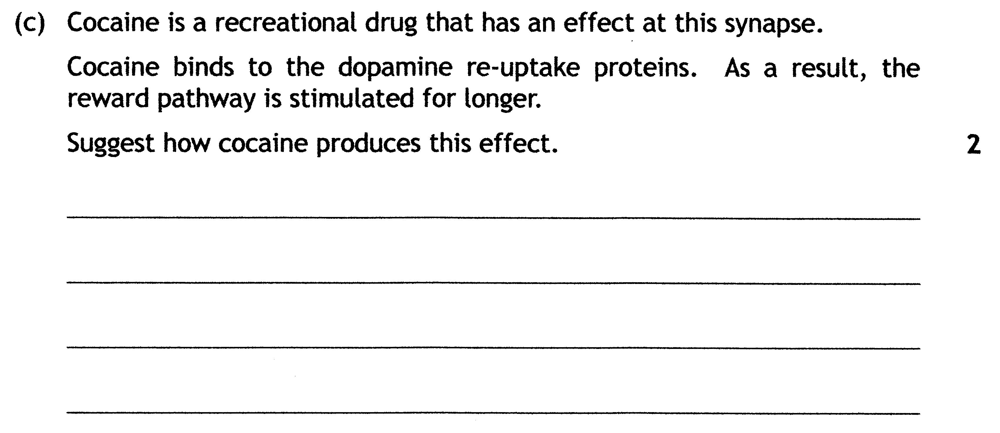 (c) Cocaine is a recreational drug that has an effect at this synapse.
Cocaine binds to the dopamine re-uptake proteins. As a result, the
reward pathway is stimulated for longer.
Suggest how cocaine produces this effect. 2